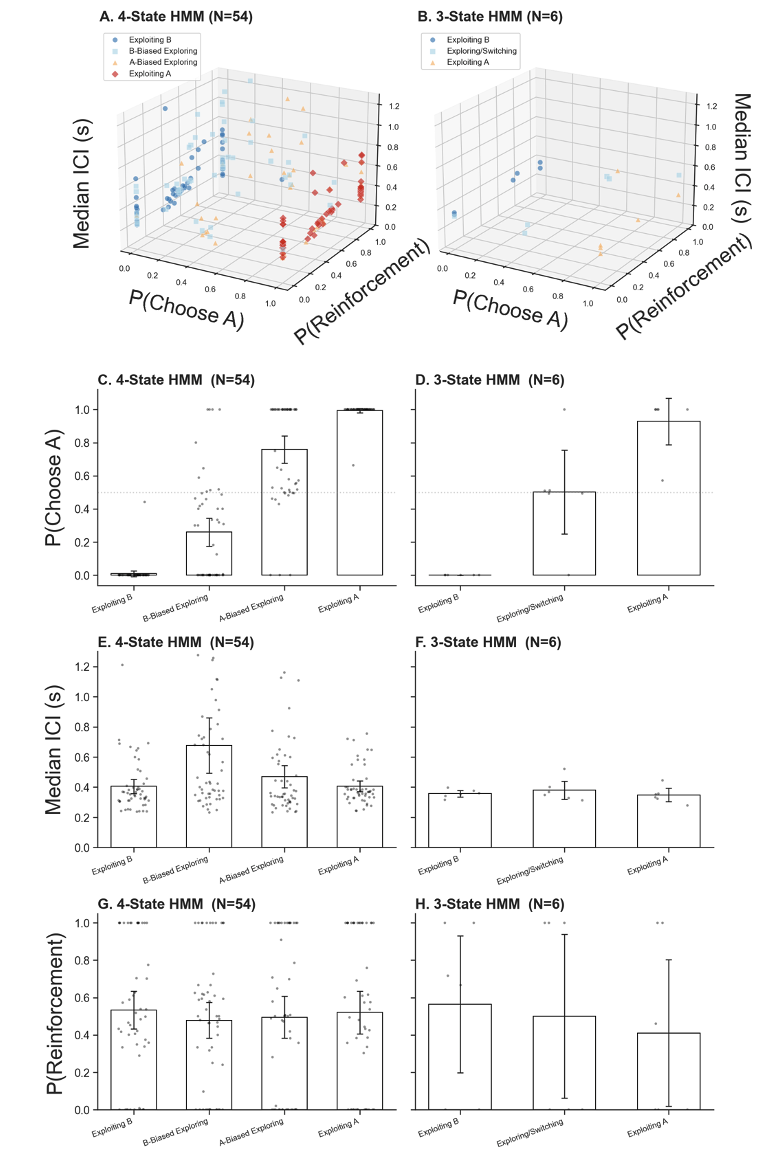 A. 4-State HMM (N=54)
B. 3-State HMM (N=6)
Exploiting B
B-Biased Exploring
A-Biased Exploring
Exploiting A
Exploiting B
Exploring/Switching
Exploiting A
Median ICI (s)
1.2
1.0
0.8
0.6
0.4
0.2
0.0
0.0
0.2
0.4
0.6
0.8
1.0
0.0
0.2
0.4
0.6
0.8
1.0
P(Choose A)
P(Reinforcement)
1.2
1.0
0.8
0.6
0.4
0.2
0.0
Median ICI (s)
0.0
0.2
0.4
0.6
0.8
1.0
0.0
0.2
0.4
0.6
0.8
1.0
P(Choose A)
P(Reinforcement)
C. 4-State HMM (N=54)
D. 3-State HMM (N=6)
P(Choose A)
1.0
0.8
0.6
0.4
0.2
0.0
Exploiting B
B-Biased Exploring
A-Biased Exploring
Exploiting A
Exploiting B
Exploring/Switching
Exploiting A
E. 4-State HMM (N=54)
F. 3-State HMM (N=6)
Median ICI (s)
1.2
1.0
0.8
0.6
0.4
0.2
0.0
Exploiting B
B-Biased Exploring
A-Biased Exploring
Exploiting A
Exploiting B
Exploring/Switching
Exploiting A
G. 4-State HMM (N=54)
H. 3-State HMM (N=6)
P(Reinforcement)
1.0
0.8
0.6
0.4
0.2
0.0
Exploiting B
B-Biased Exploring
A-Biased Exploring
Exploiting A
Exploiting B
Exploring/Switching
Exploiting A